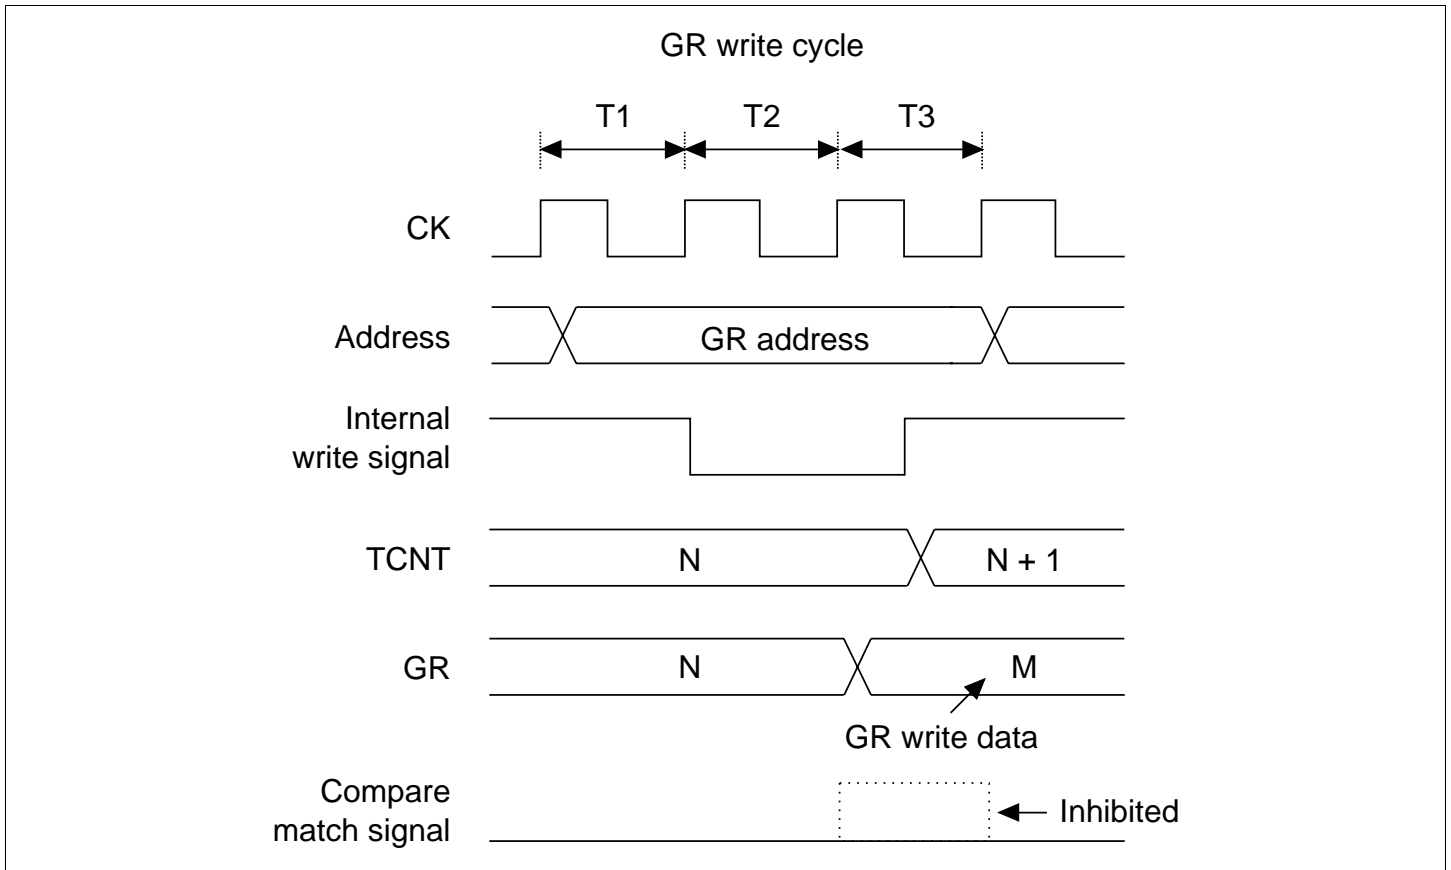 GR write cycle
T1 T2 T3
CK
Address GR address
Internal
write signal
TCNT N N + 1
GR N M
GR write data
Compare
match signal Inhibited